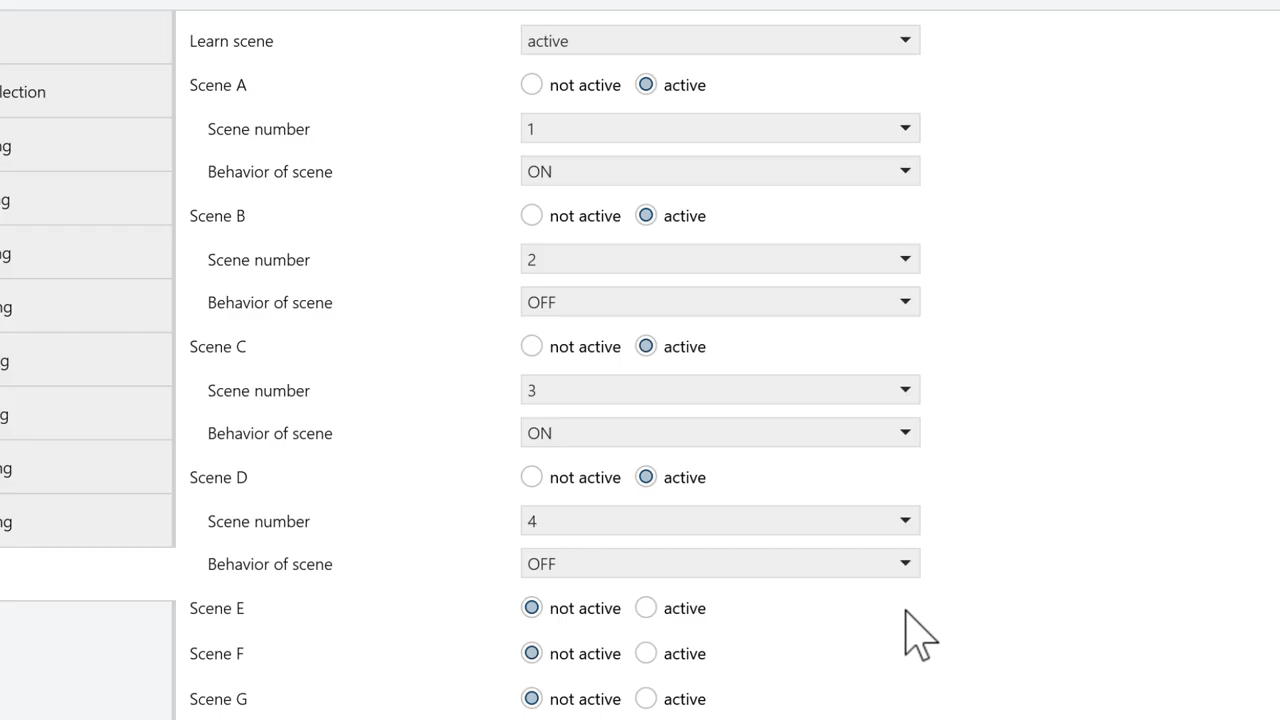 Learn scene active
Scene A not active active
lection
Scene number 1
ng
Behavior of scene ON
g
Scene B not active active
ng
Scene number 2
Behavior of scene OFF
ng
Scene C not active active
g
Scene number 3
g
Behavior of scene ON
ng
Scene D not active active
Scene number 4
ng
Behavior of scene OFF
Scene E not active active
Scene F not active active
Scene G not active active